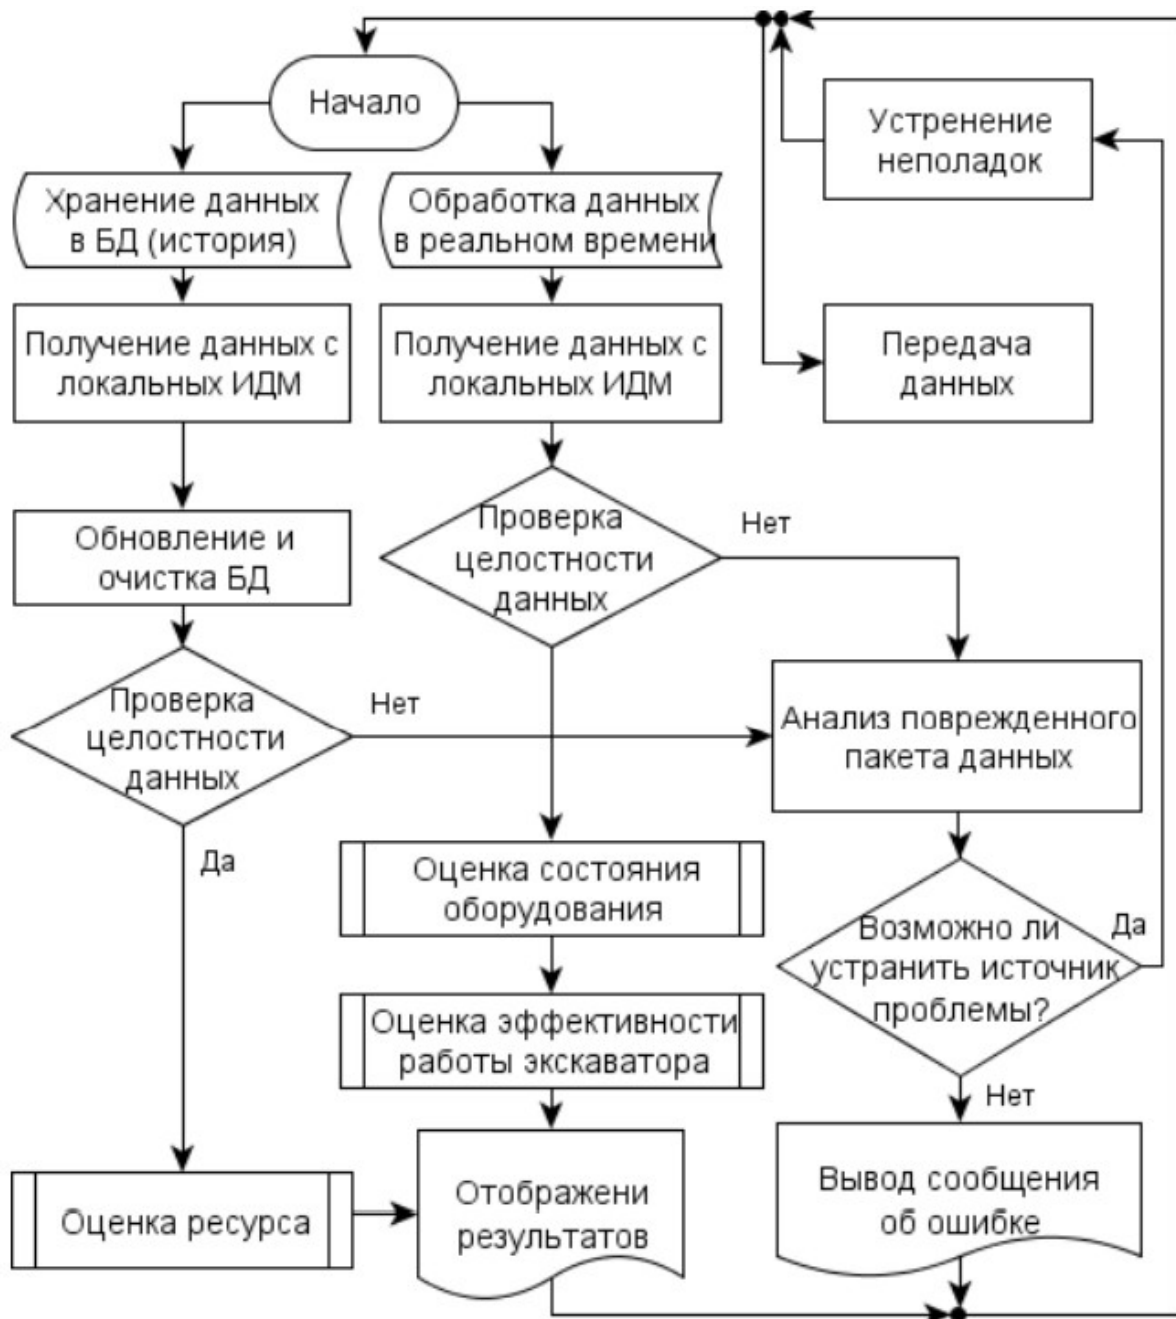 Начало
Устренение
неполадок
Хранение данных
в БД (история)
Обработка данных
в реальном времени
Получение данных с
локальных ИДМ
Получение данных с
локальных ИДМ
Передача
данных
Проверка
целостности
данных
Нет
Обновление и
очистка БД
Проверка
целостности
данных
Нет
Анализ поврежденного
пакета данных
Да
Оценка состояния
оборудования
Возможно ли
устранить источник
проблемы?
Да
Оценка эффективности
работы экскаватора
Нет
Оценка ресурса
Отображени
результатов
Вывод сообщения
об ошибке